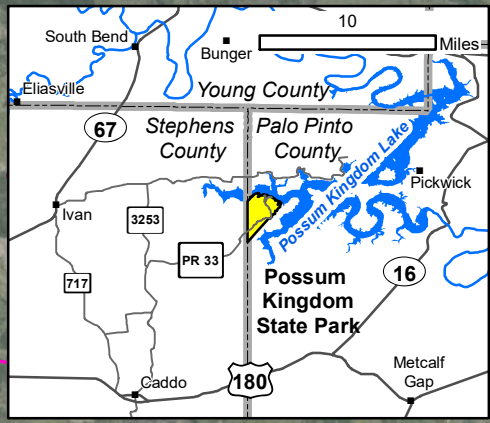 10
South Bend
Bunger
Miles
Eliasville
Young County
67
Stephens
County
Palo Pinto
County
Possum Kingdom Lake
Pickwick
Ivan
3253
PR 33
717
16
Possum
Kingdom
State Park
Metcalf
Gap
Caddo
180